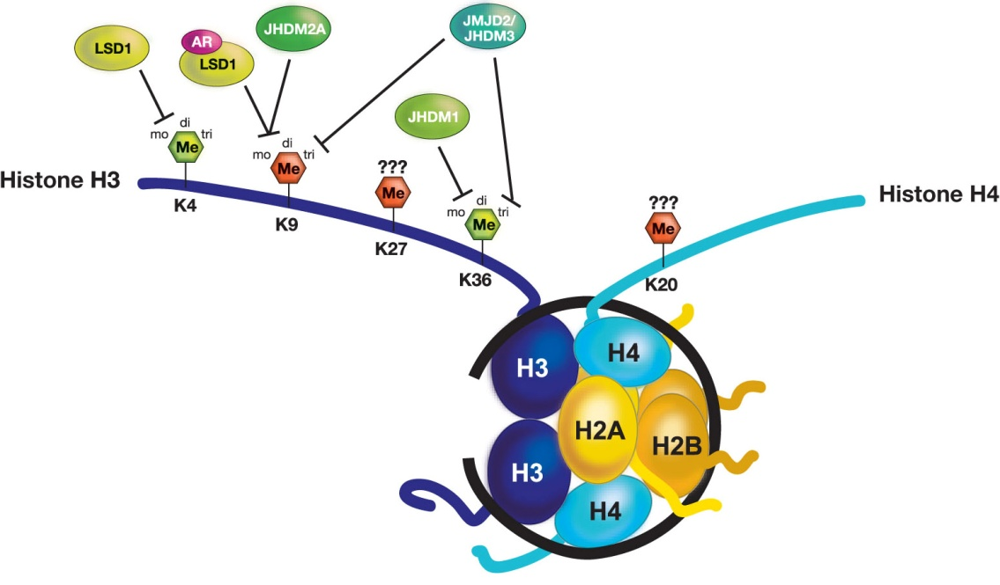 LSD1
AR
LSD1
JHDM2A
JMJD2/
JHDM3
JHDM1
mo di tri
Me
K4
mo di tri
Me
K9
???
Me
K27
mo di tri
Me
K36
???
Me
K20
Histone H3
Histone H4
H3
H4
H2A
H2B
H3
H4